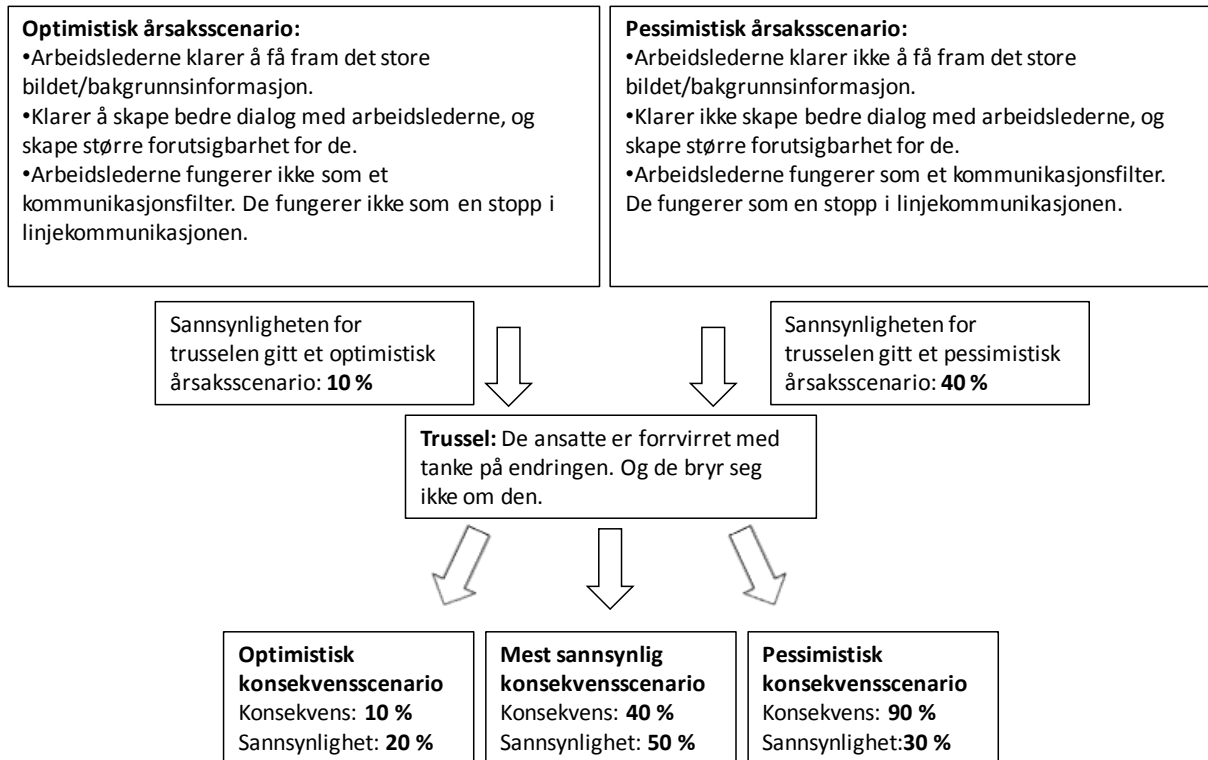 Optimistisk årsaksscenario:
•Arbeidslederne klarer å få fram det store
bildet/bakgrunnsinformasjon.
•Klarer å skape bedre dialog med arbeidslederne, og
skape større forutsigbarhet for de.
•Arbeidslederne fungerer ikke som et
kommunikasjonsfilter. De fungerer ikke som en stopp i
linjekommunikasjonen.
Pessimistisk årsaksscenario:
•Arbeidslederne klarer ikke å få fram det store
bildet/bakgrunnsinformasjon.
•Klarer ikke skape bedre dialog med arbeidslederne, og
skape større forutsigbarhet for de.
•Arbeidslederne fungerer som et kommunikasjonsfilter.
De fungerer som en stopp i linjekommunikasjonen.
Sannsynligheten for
trusselen gitt et optimistisk
årsaksscenario: 10 %
Sannsynligheten for
trusselen gitt et pessimistisk
årsaksscenario: 40 %
Trussel: De ansatte er forrvirret med
tanke på endringen. Og de bryr seg
ikke om den.
Optimistisk
konsekvensscenario
Konsekvens: 10 %
Sannsynlighet: 20 %
Mest sannsynlig
konsekvensscenario
Konsekvens: 40 %
Sannsynlighet: 50 %
Pessimistisk
konsekvensscenario
Konsekvens: 90 %
Sannsynlighet:30 %